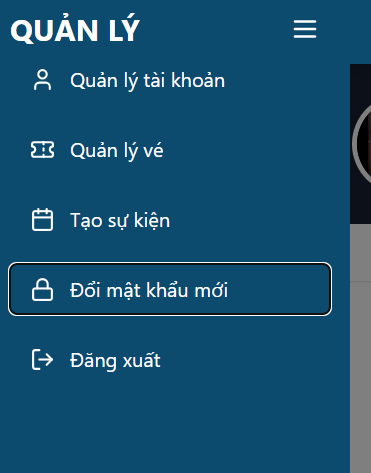 QUẢN LÝ
Quản lý tài khoản
Quản lý vé
Tạo sự kiện
Đổi mật khẩu mới
Đăng xuất